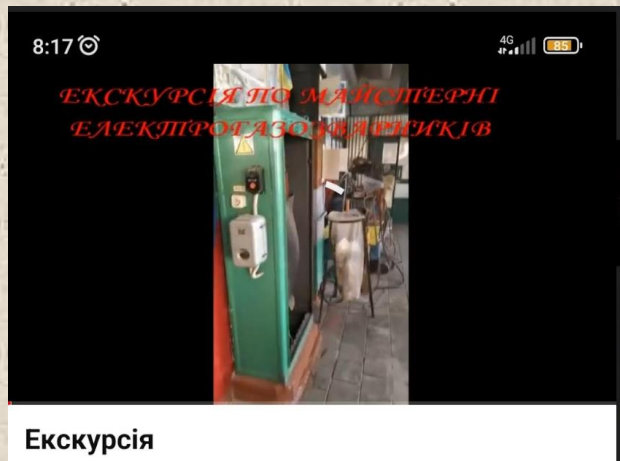 8:17
4G
85
ЕКСКУРСІЯ ПО МАЙСТЕРНІ
ЕЛЕКТРОГАЗОЗВАРНИКІВ
Екскурсія